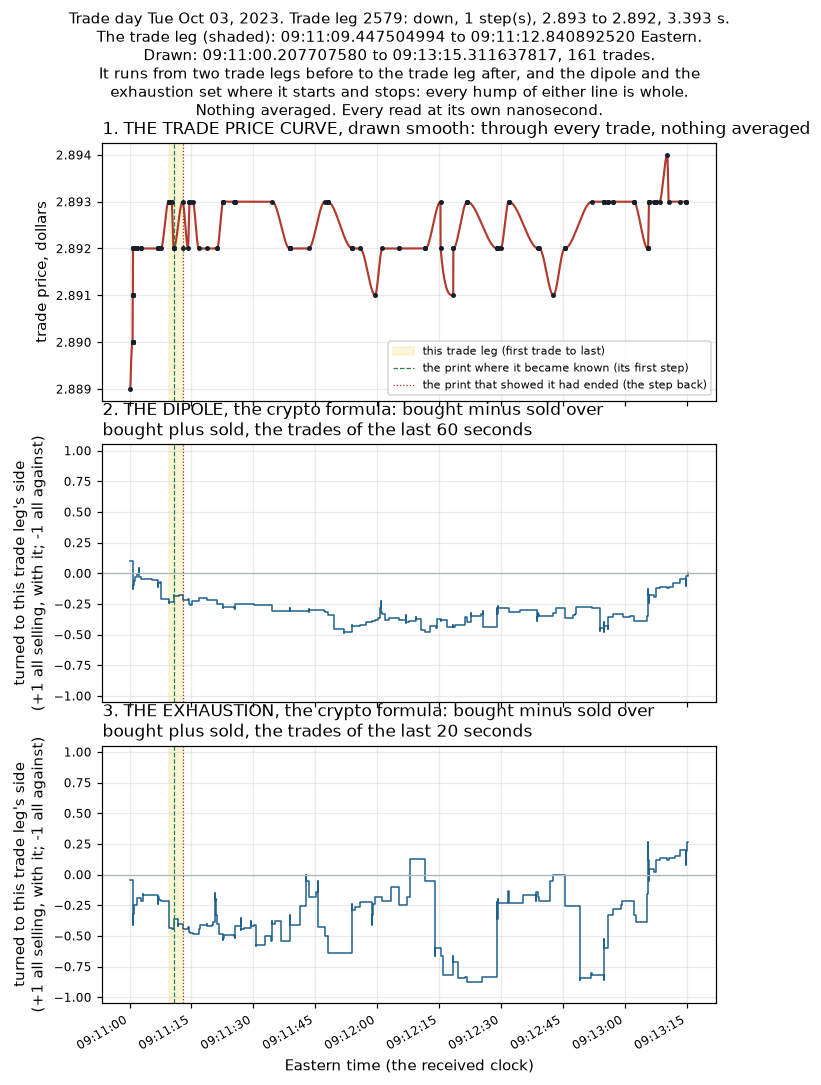 Trade day Tue Oct 03, 2023. Trade leg 2579: down, 1 step(s), 2.893 to 2.892, 3.393 s.
The trade leg (shaded): 09:11:09.447504994 to 09:11:12.840892520 Eastern.
Drawn: 09:11:00.207707580 to 09:13:15.311637817, 161 trades.
It runs from two trade legs before to the trade leg after, and the dipole and the
exhaustion set where it starts and stops: every hump of either line is whole.
Nothing averaged. Every read at its own nanosecond.
1. THE TRADE PRICE CURVE, drawn smooth: through every trade, nothing averaged
trade price, dollars
2.894
2.893
2.892
2.891
2.890
2.889
this trade leg (first trade to last)
the print where it became known (its first step)
the print that showed it had ended (the step back)
2. THE DIPOLE, the crypto formula: bought minus sold over
bought plus sold, the trades of the last 60 seconds
turned to this trade leg's side
(+1 all selling, with it; -1 all against)
1.00
0.75
0.50
0.25
0.00
−0.25
−0.50
−0.75
−1.00
3. THE EXHAUSTION, the crypto formula: bought minus sold over
bought plus sold, the trades of the last 20 seconds
turned to this trade leg's side
(+1 all selling, with it; -1 all against)
1.00
0.75
0.50
0.25
0.00
−0.25
−0.50
−0.75
−1.00
09:11:00
09:11:15
09:11:30
09:11:45
09:12:00
09:12:15
09:12:30
09:12:45
09:13:00
09:13:15
Eastern time (the received clock)